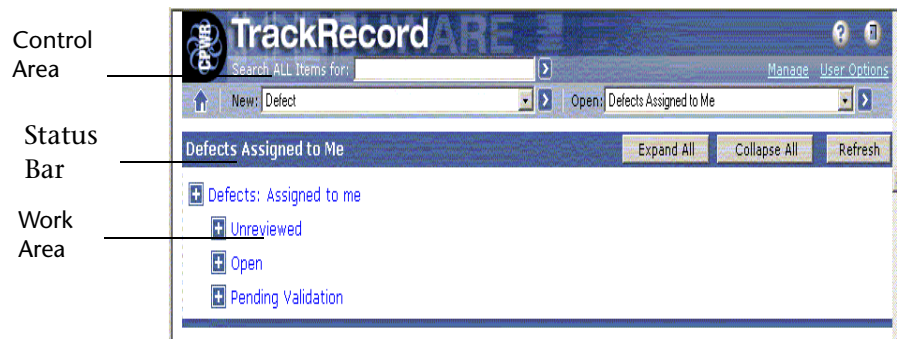 Control
Area
CPWR
TrackRecord
ARE
Search ALL Items for:
Manage User Options
New: Defect
Open: Defects Assigned to Me
Status
Bar
Defects Assigned to Me
Expand All Collapse All Refresh
Defects: Assigned to me
Work
Area
Unreviewed
Open
Pending Validation